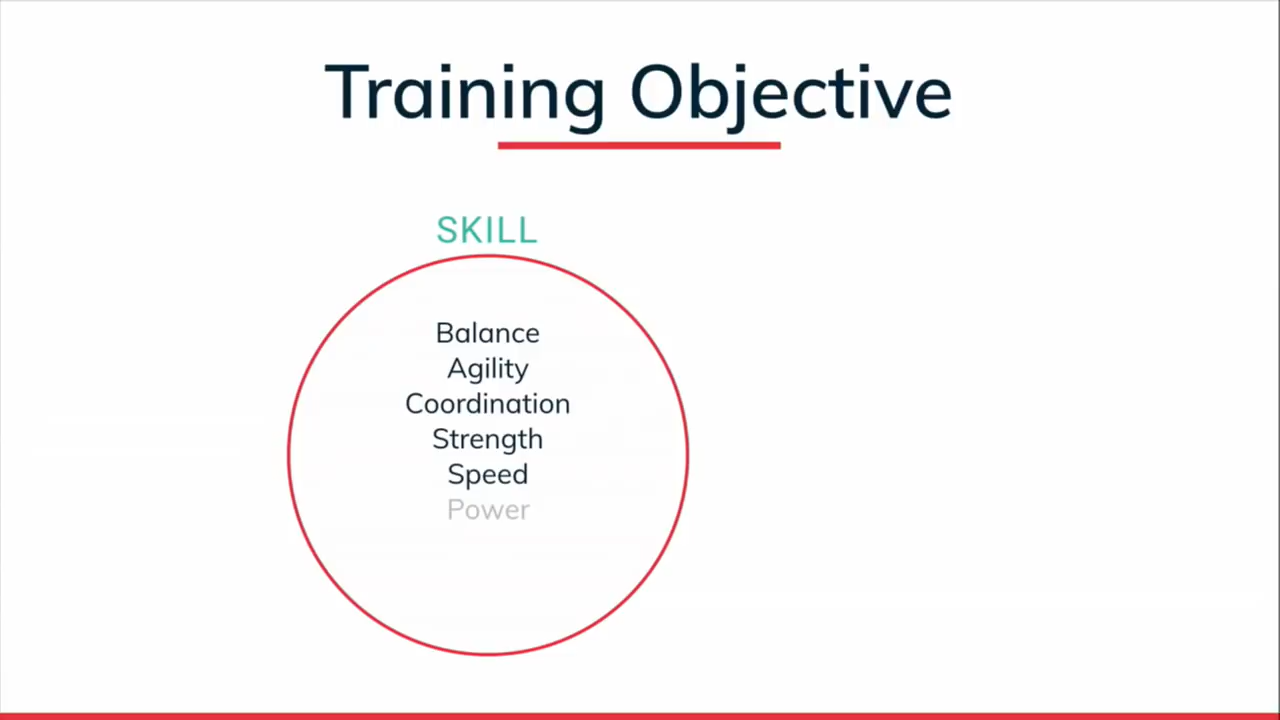 Training Objective
SKILL
Balance
Agility
Coordination
Strength
Speed
Power